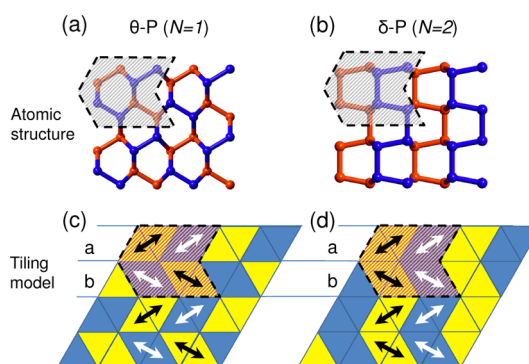 (a) θ-P (N=1) (b) δ-P (N=2)
Atomic
structure
(c) (d)
a a
b b
Tiling
model